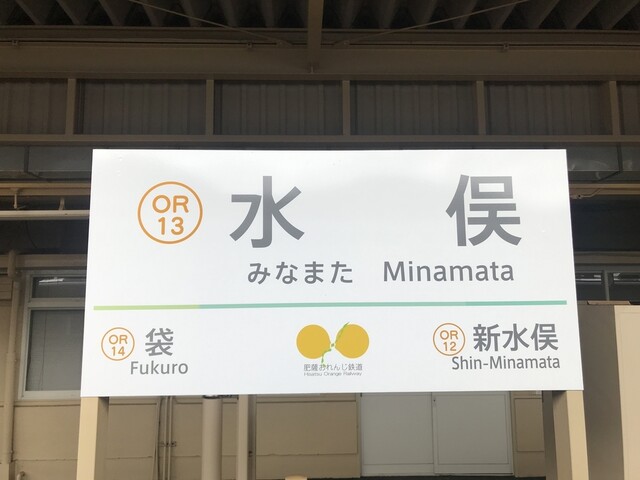 OR
13
水俣
みなまた Minamata
OR
14
袋
Fukuro
肥薩おれんじ鉄道
Hisatsu Orange Railway
OR
12
新水俣
Shin-Minamata